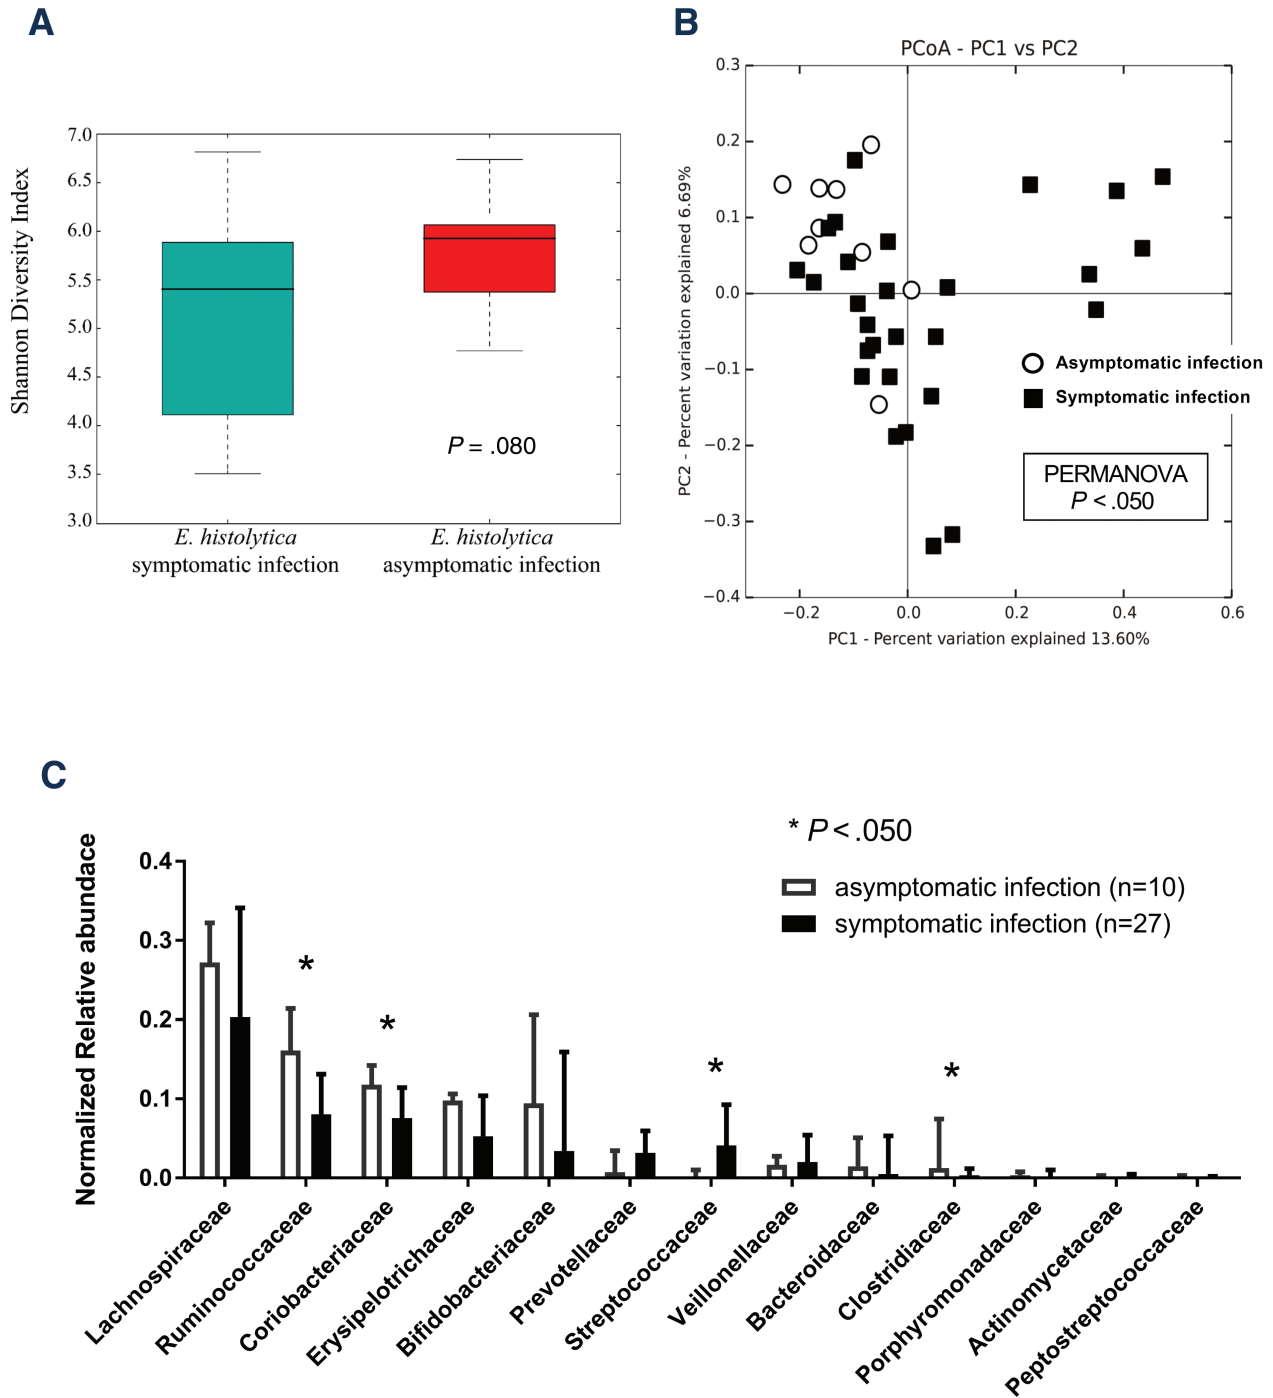 A
Shannon Diversity Index
7.0
6.5
6.0
5.5
5.0
4.5
4.0
3.5
3.0
P = .080
E. histolytica
symptomatic infection
E. histolytica
asymptomatic infection
B
PCoA - PC1 vs PC2
PC2 - Percent variation explained 6.69%
0.3
0.2
0.1
0.0
−0.1
−0.2
−0.3
−0.4
Asymptomatic infection
Symptomatic infection
PERMANOVA
P < .050
−0.2
0.0
0.2
0.4
0.6
PC1 - Percent variation explained 13.60%
C
Normalized Relative abundace
0.4
0.3
0.2
0.1
0.0
* P < .050
asymptomatic infection (n=10)
symptomatic infection (n=27)
*
*
*
*
Lachnospiraceae
Ruminococcaceae
Coriobacteriaceae
Erysipelotrichaceae
Bifidobacteriaceae
Prevotellaceae
Streptococcaceae
Veillonellaceae
Bacteroidaceae
Clostridiaceae
Porphyromonadaceae
Actinomycetaceae
Peptostreptococcaceae